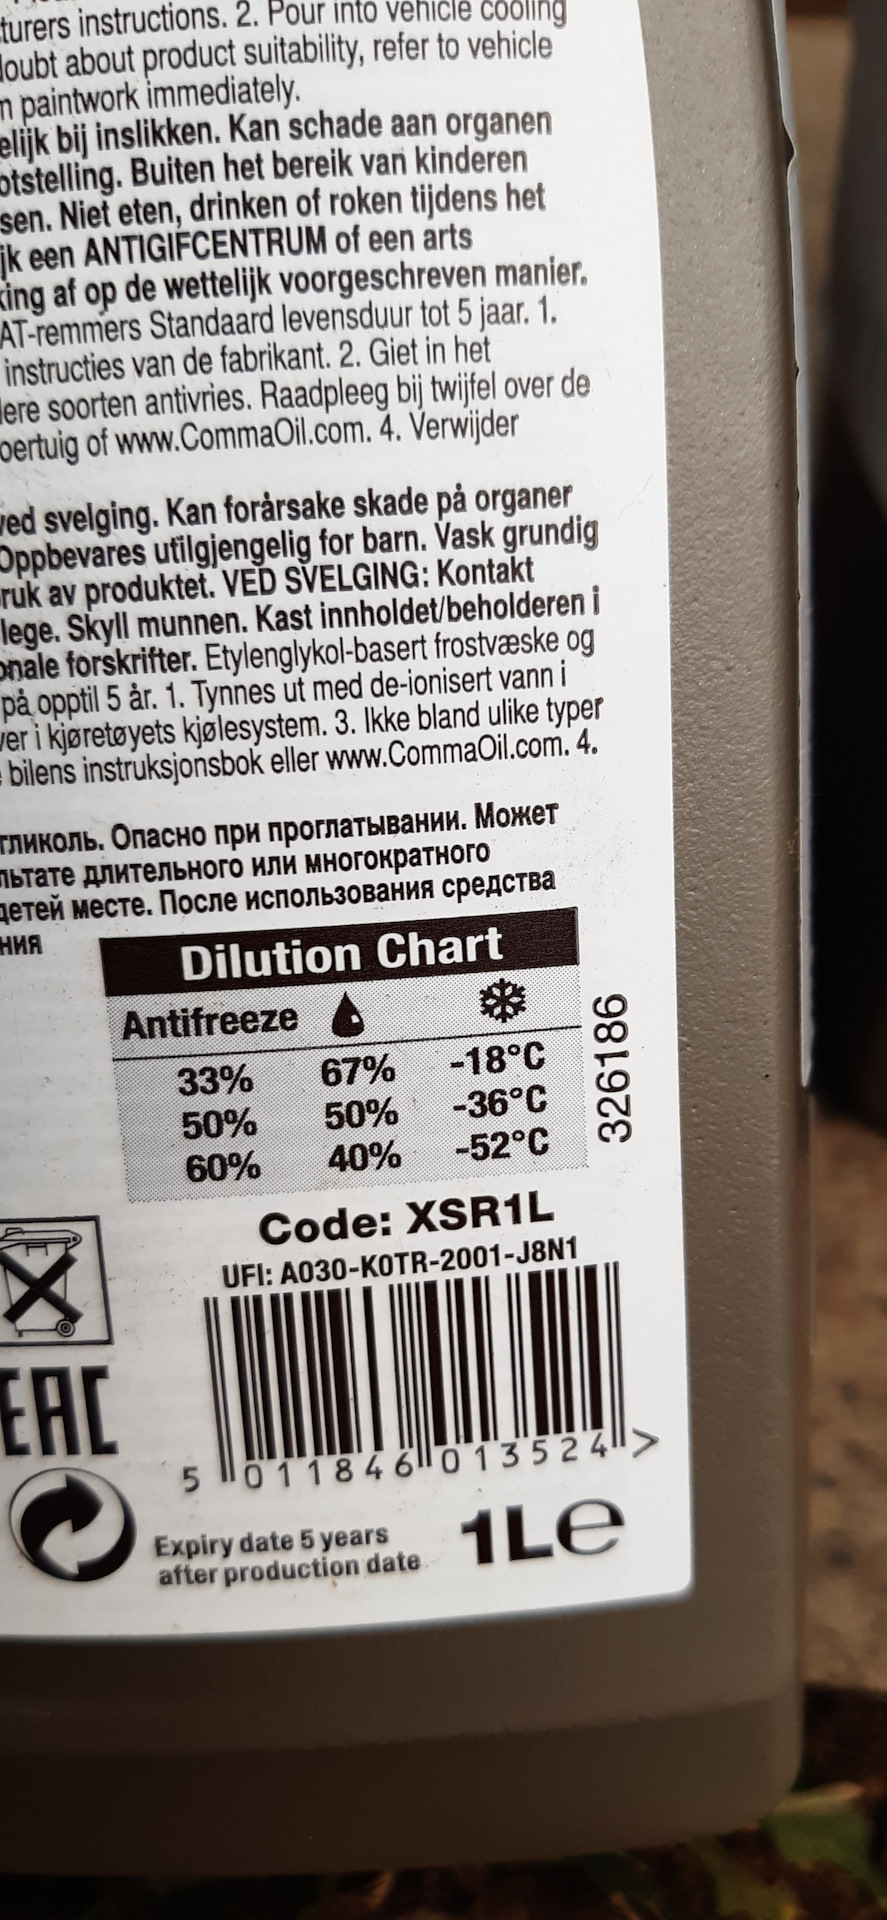 turers instructions. 2. Pour into vehicle cooling
doubt about product suitability, refer to vehicle
n paintwork immediately.
elijk bij inslikken. Kan schade aan organen
otstelling. Buiten het bereik van kinderen
sen. Niet eten, drinken of roken tijdens het
jk een ANTIGIFCENTRUM of een arts
king af op de wettelijk voorgeschreven manier.
AT-remmers Standaard levensduur tot 5 jaar. 1.
instructies van de fabrikant. 2. Giet in het
dere soorten antivries. Raadpleeg bij twijfel over de
oertuig of www.CommaOil.com. 4. Verwijder
ved svelging. Kan forårsake skade på organer
Oppbevares utilgjengelig for barn. Vask grundig
ruk av produktet. VED SVELGING: Kontakt
lege. Skyll munnen. Kast innholdet/beholderen i
onale forskrifter. Etylenglykol-basert frostvæske og
på opptil 5 år. 1. Tynnes ut med de-ionisert vann i
ver i kjøretøyets kjølesystem. 3. Ikke bland ulike typer
bilens instruksjonsbok eller www.CommaOil.com. 4.
гликоль. Опасно при проглатывании. Может
льтате длительного или многократного
детей месте. После использования средства
ния
Dilution Chart
Antifreeze
33% 67% -18°C
50% 50% -36°C
60% 40% -52°C
326186
Code: XSR1L
UFI: A030-K0TR-2001-J8N1
5 011846 013524 >
EAC
Expiry date 5 years
after production date
1Le